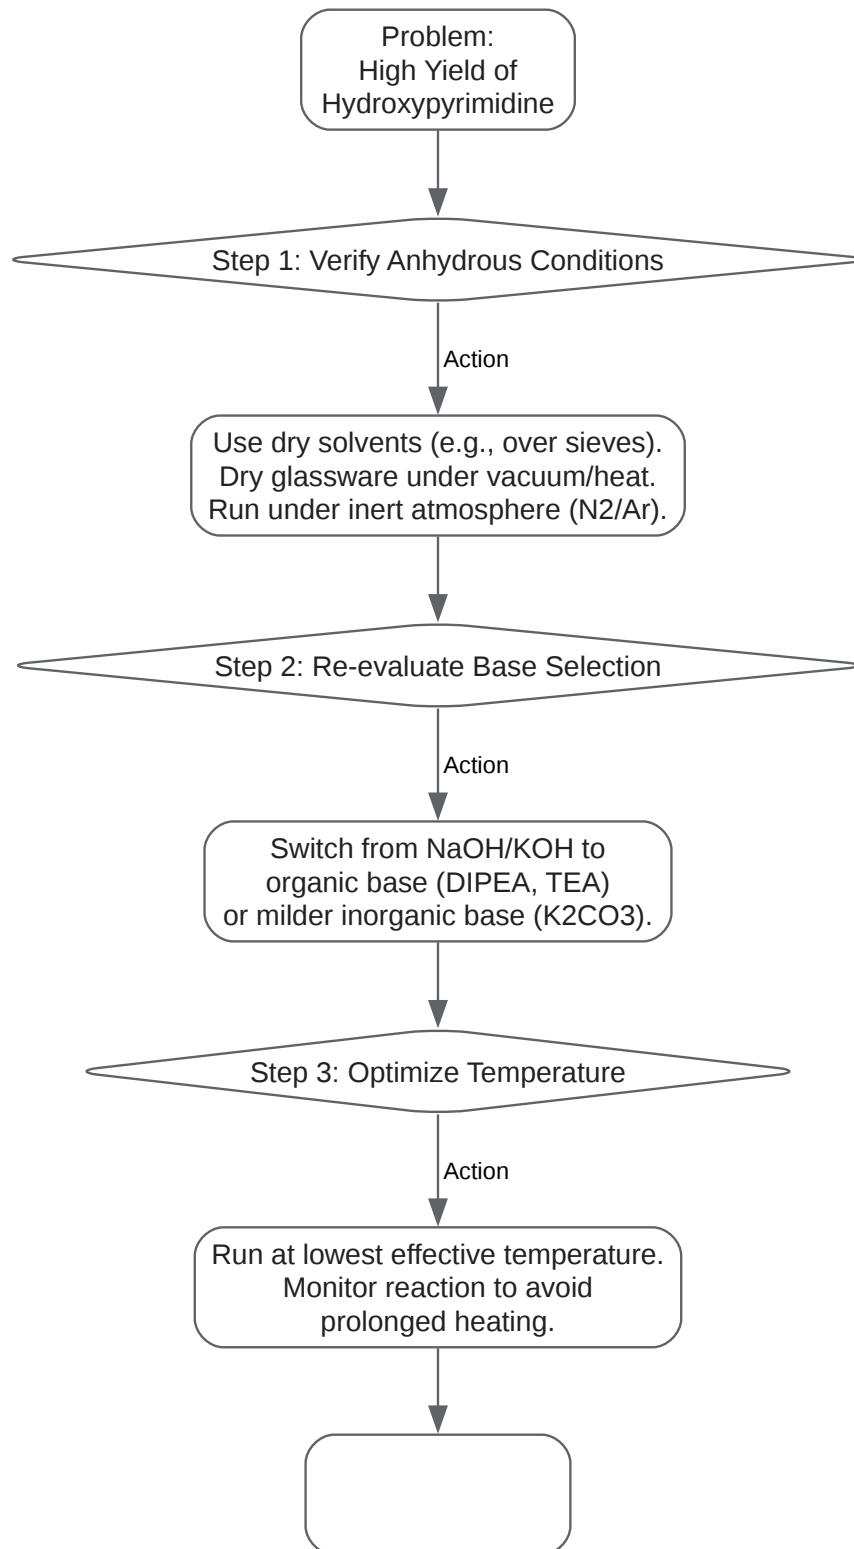 Problem:
High Yield of
Hydroxypyrimidine
Step 1: Verify Anhydrous Conditions
Action
Use dry solvents (e.g., over sieves).
Dry glassware under vacuum/heat.
Run under inert atmosphere (N2/Ar).
Step 2: Re-evaluate Base Selection
Action
Switch from NaOH/KOH to
organic base (DIPEA, TEA)
or milder inorganic base (K2CO3).
Step 3: Optimize Temperature
Action
Run at lowest effective temperature.
Monitor reaction to avoid
prolonged heating.